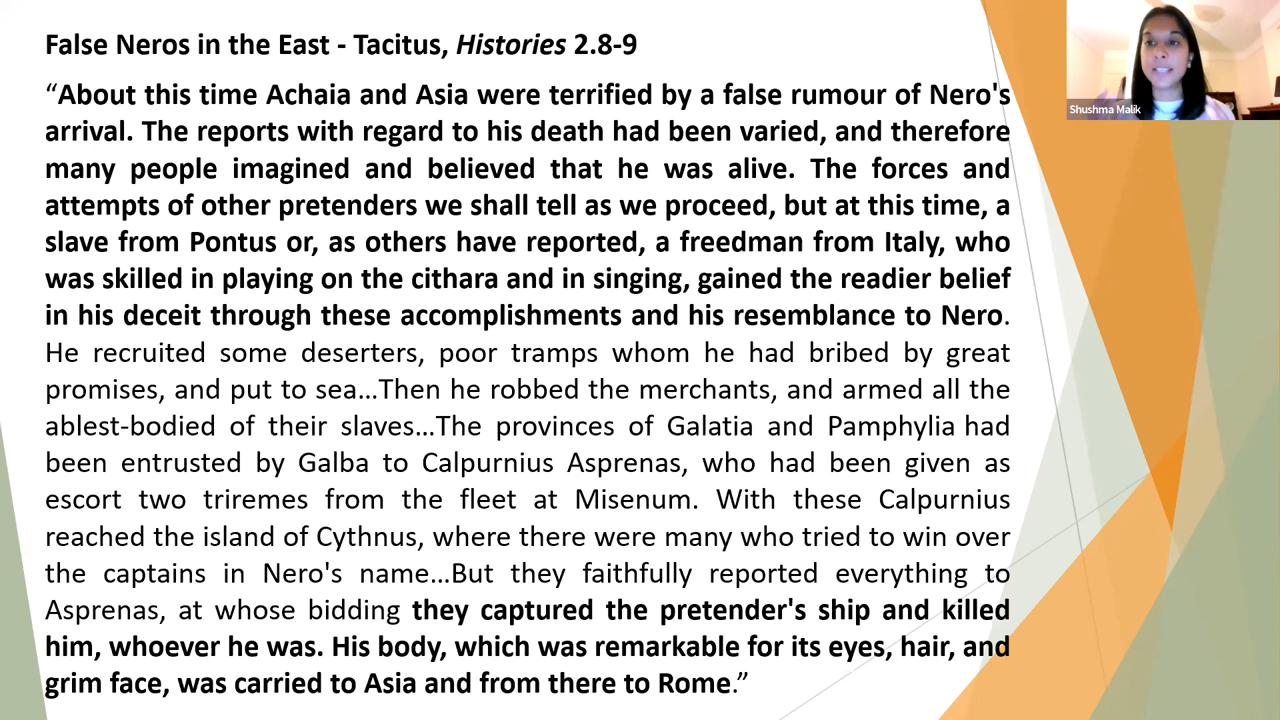 False Neros in the East - Tacitus, Histories 2.8-9
“About this time Achaia and Asia were terrified by a false rumour of Nero's
arrival. The reports with regard to his death had been varied, and therefore
many people imagined and believed that he was alive. The forces and
attempts of other pretenders we shall tell as we proceed, but at this time, a
slave from Pontus or, as others have reported, a freedman from Italy, who
was skilled in playing on the cithara and in singing, gained the readier belief
in his deceit through these accomplishments and his resemblance to Nero.
He recruited some deserters, poor tramps whom he had bribed by great
promises, and put to sea…Then he robbed the merchants, and armed all the
ablest-bodied of their slaves…The provinces of Galatia and Pamphylia had
been entrusted by Galba to Calpurnius Asprenas, who had been given as
escort two triremes from the fleet at Misenum. With these Calpurnius
reached the island of Cythnus, where there were many who tried to win over
the captains in Nero's name…But they faithfully reported everything to
Asprenas, at whose bidding they captured the pretender's ship and killed
him, whoever he was. His body, which was remarkable for its eyes, hair, and
grim face, was carried to Asia and from there to Rome.”
Shushma Malik